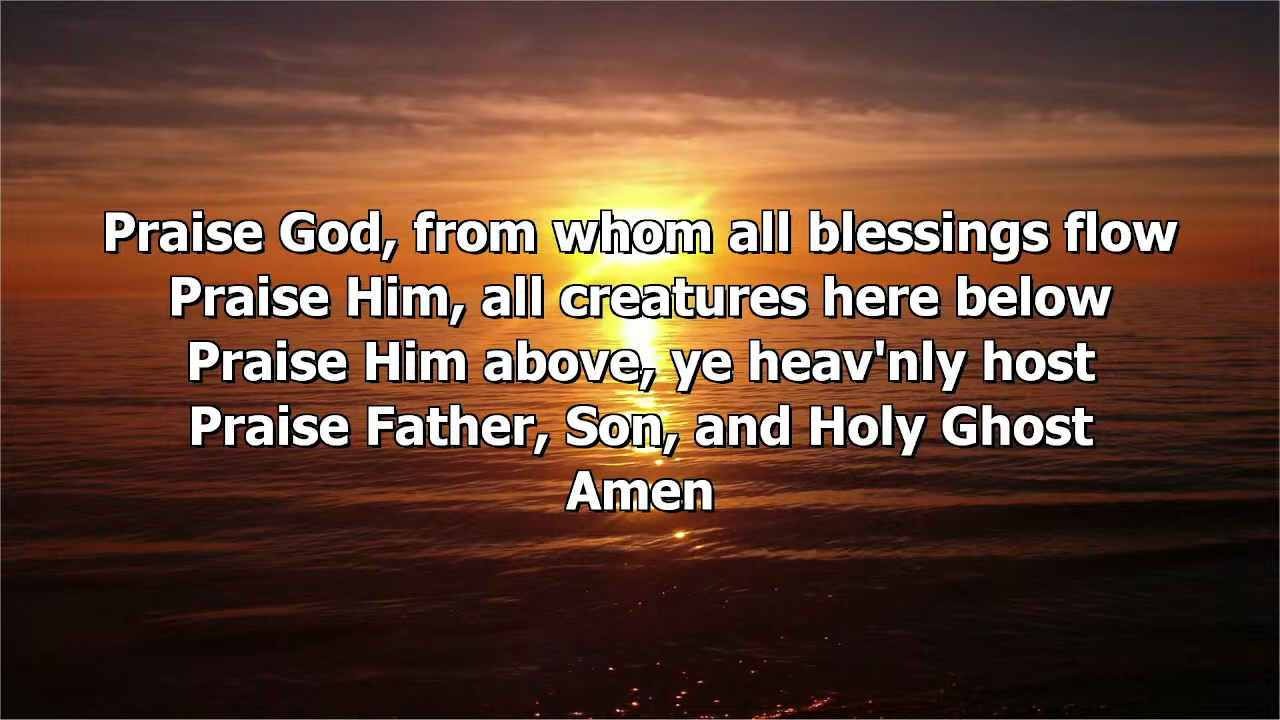 Praise God, from whom all blessings flow
Praise Him, all creatures here below
Praise Him above, ye heav'nly host
Praise Father, Son, and Holy Ghost
Amen